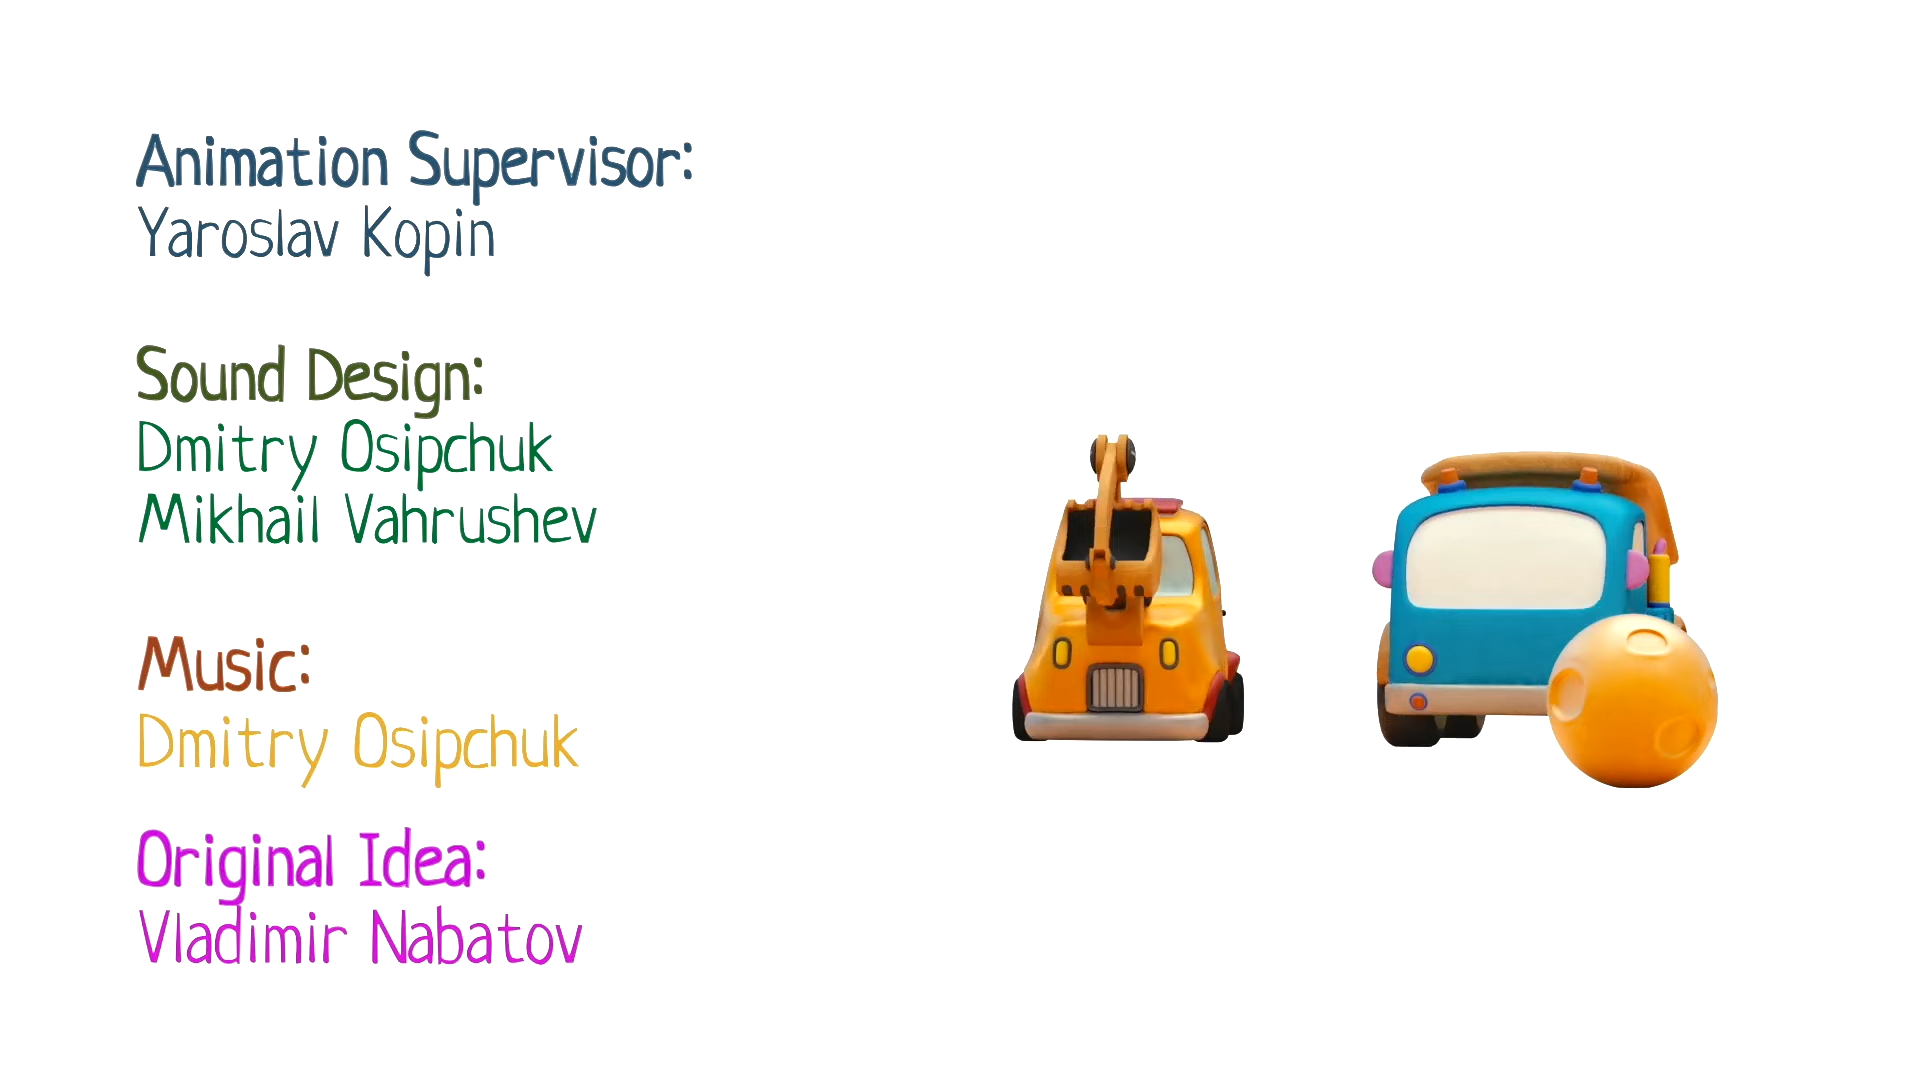 Animation Supervisor:
Yaroslav Kopin
Sound Design:
Dmitry Osipchuk
Mikhail Vahrushev
Music:
Dmitry Osipchuk
Original Idea:
Vladimir Nabatov